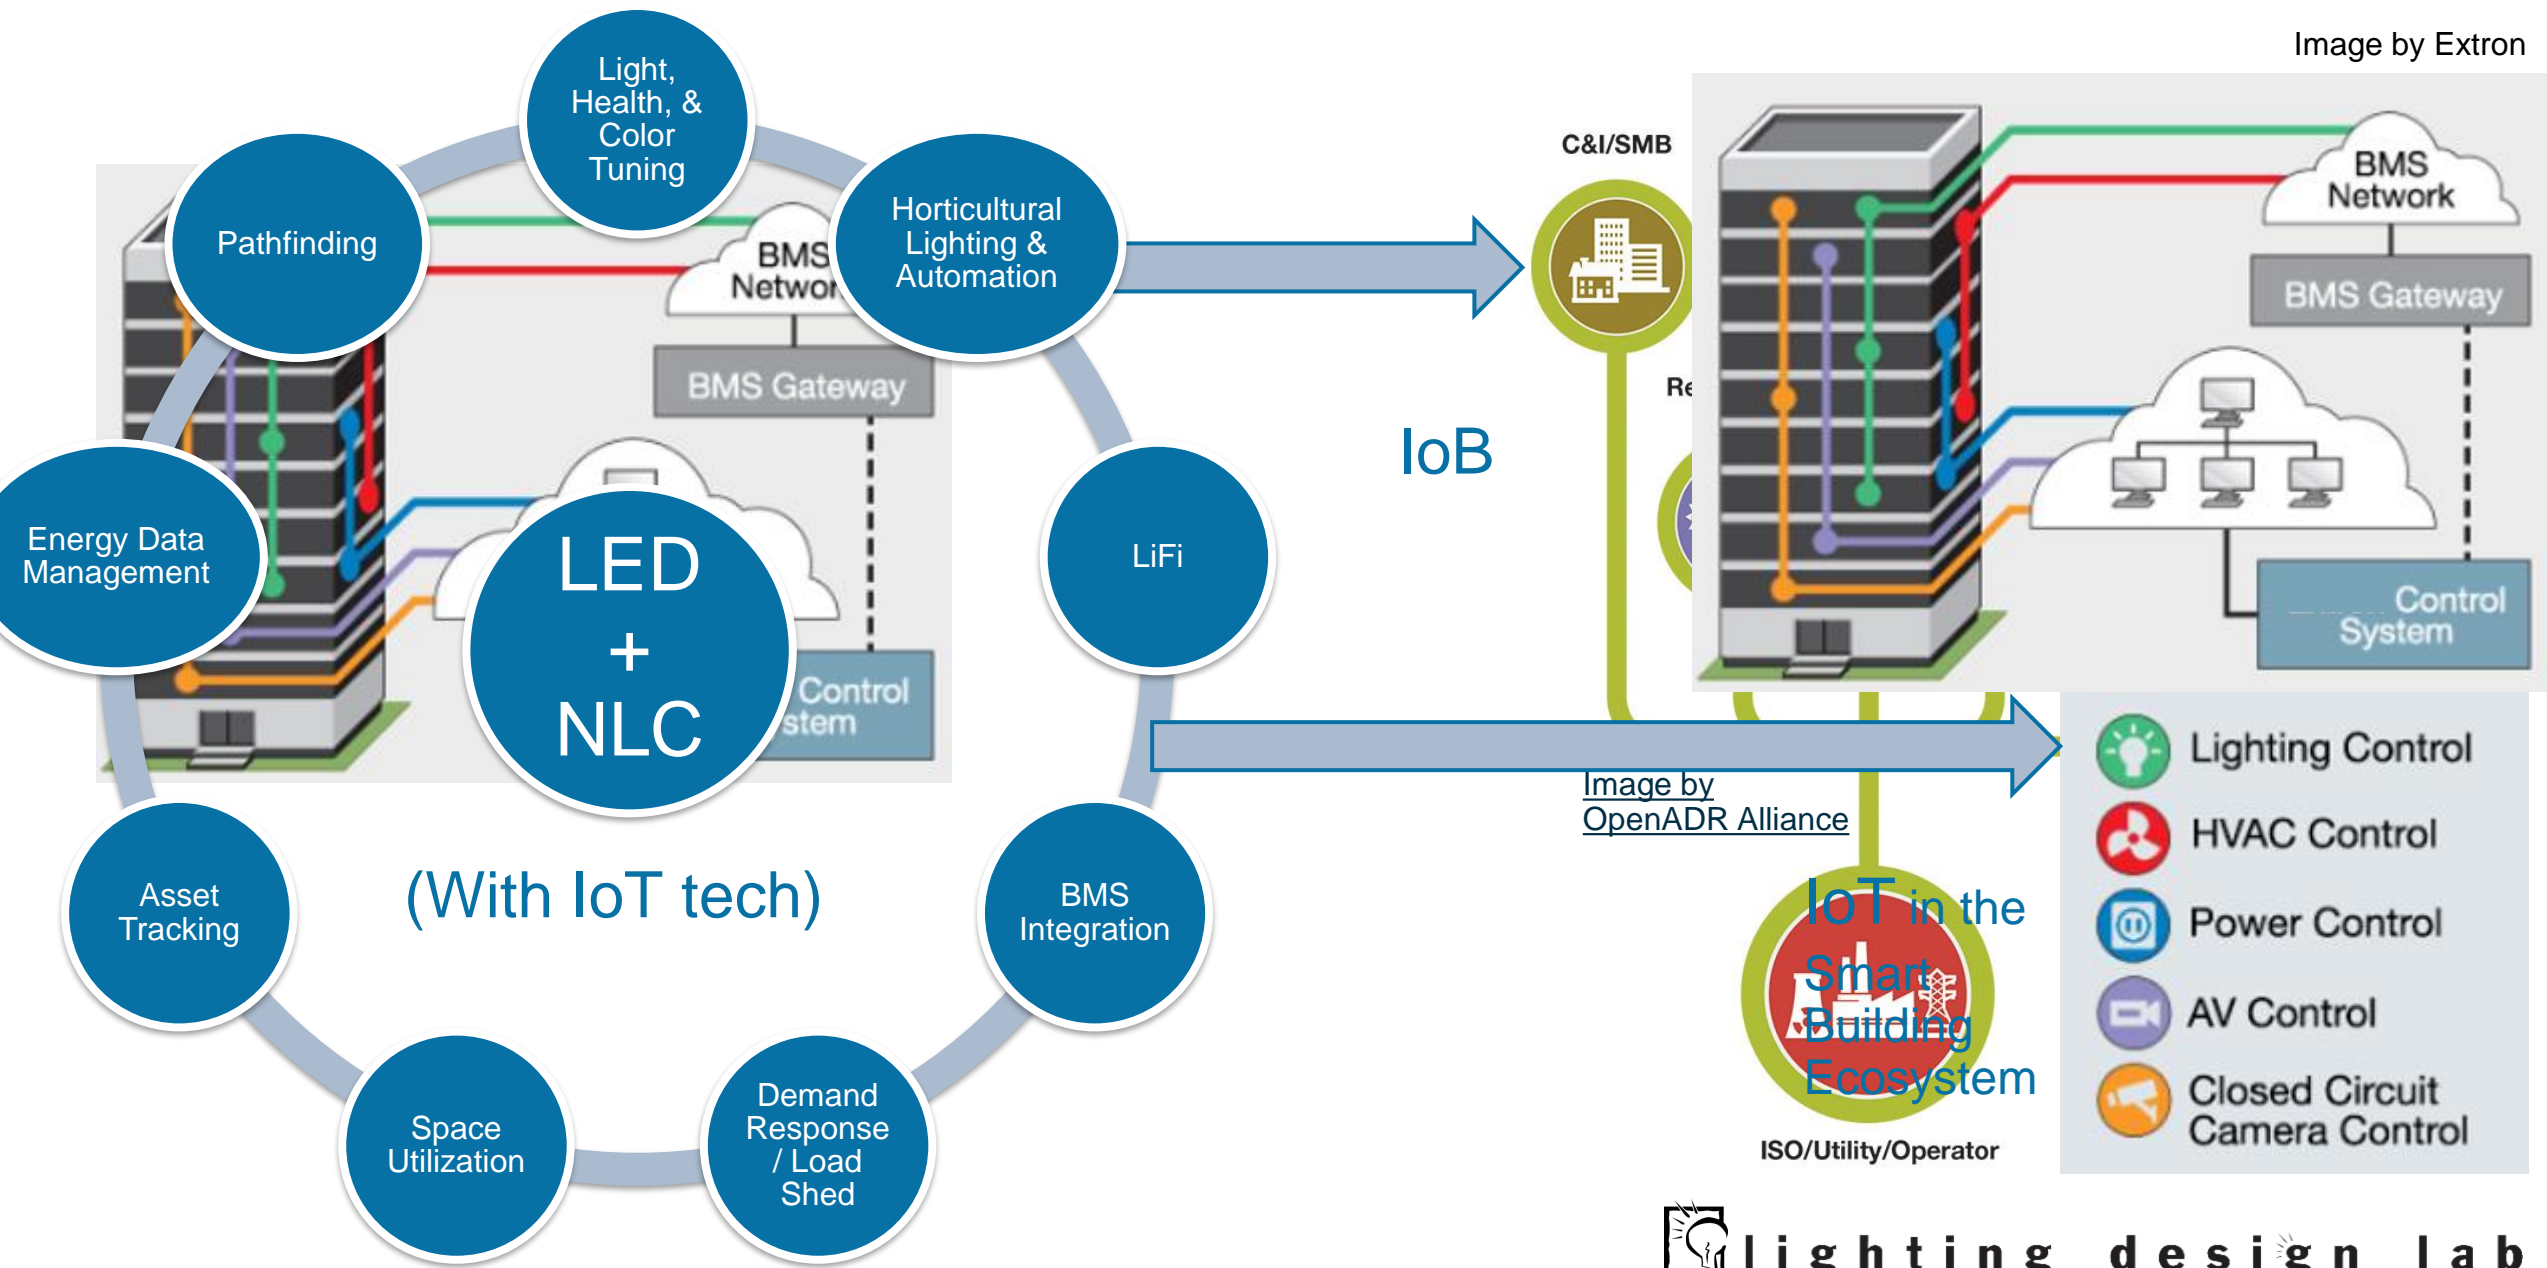 Image by Extron
Light,
Health, &
Color
Tuning
Pathfinding
Horticultural
Lighting &
Automation
BMS
BMS Gateway
Energy Data
Management
LED
+
NLC
LiFi
Control
Asset
Tracking
(With IoT tech)
BMS
Integration
Space
Utilization
Demand
Response
/ Load
Shed
C&I/SMB
IoB
BMS
Network
BMS Gateway
Control
System
Image by
OpenADR Alliance
IoT in the
Smart
Building
Ecosystem
ISO/Utility/Operator
Lighting Control
HVAC Control
Power Control
AV Control
Closed Circuit
Camera Control
lighting design lab